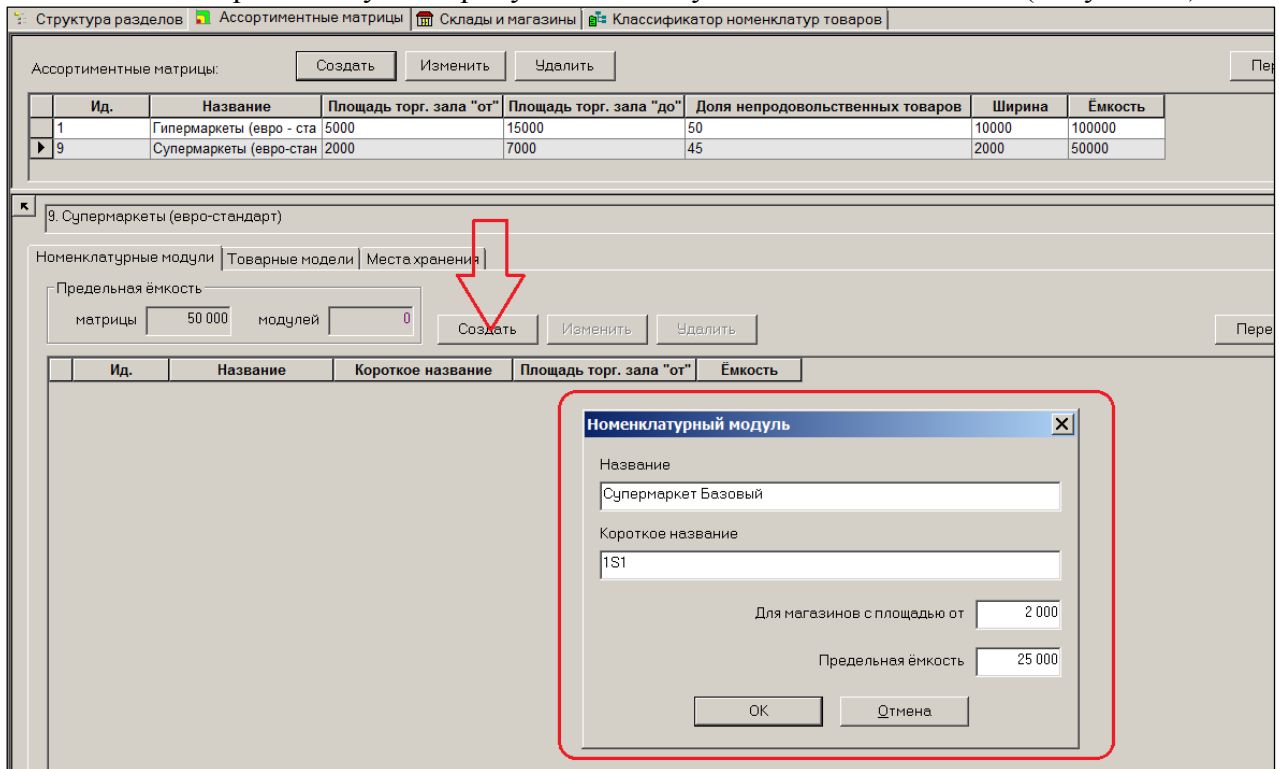 Структура разделов Ассортиментные матрицы Склады и магазины Классификатор номенклатур товаров
Ассортиментные матрицы: Создать Изменить Удалить
Ид. Название Площадь торг. зала "от" Площадь торг. зала "до" Доля непродовольственных товаров Ширина Ёмкость
1 Гипермаркеты (евро - ста 5000 15000 50 10000 100000
9 Супермаркеты (евро-стан 2000 7000 45 2000 50000
9. Супермаркеты (евро-стандарт)
Номенклатурные модули Товарные модели Места хранения
Предельная ёмкость
матрицы 50 000 модулей 0 Создать Изменить Удалить
Ид. Название Короткое название Площадь торг. зала "от" Ёмкость
Номенклатурный модуль
Название
Супермаркет Базовый
Короткое название
1S1
Для магазинов с площадью от 2 000
Предельная ёмкость 25 000
OK Отмена